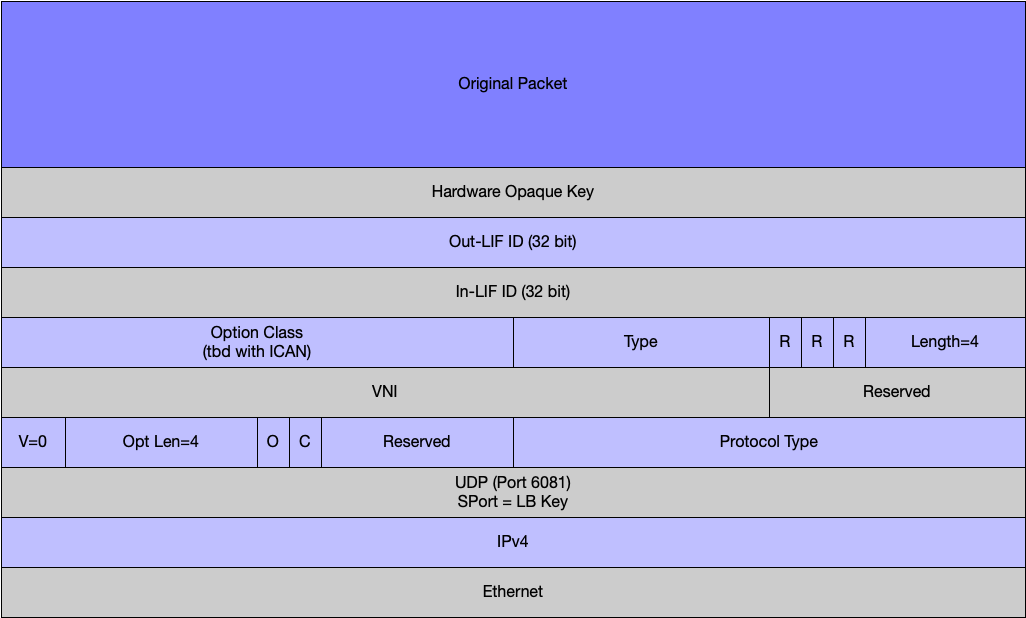 Original Packet
Hardware Opaque Key
Out-LIF ID (32 bit)
In-LIF ID (32 bit)
Option Class
(tbd with ICAN)
Type
R
R
R
Length=4
VNI
Reserved
V=0
Opt Len=4
O
C
Reserved
Protocol Type
UDP (Port 6081)
SPort = LB Key
IPv4
Ethernet